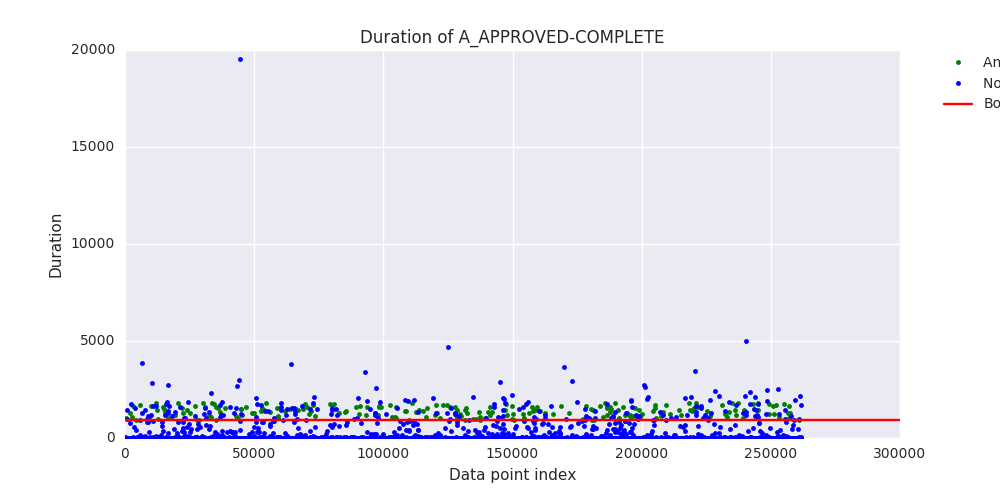 Duration of A_APPROVED-COMPLETE
20000
15000
10000
5000
0
Duration
0 50000 100000 150000 200000 250000 300000
Data point index
An
No
Bo